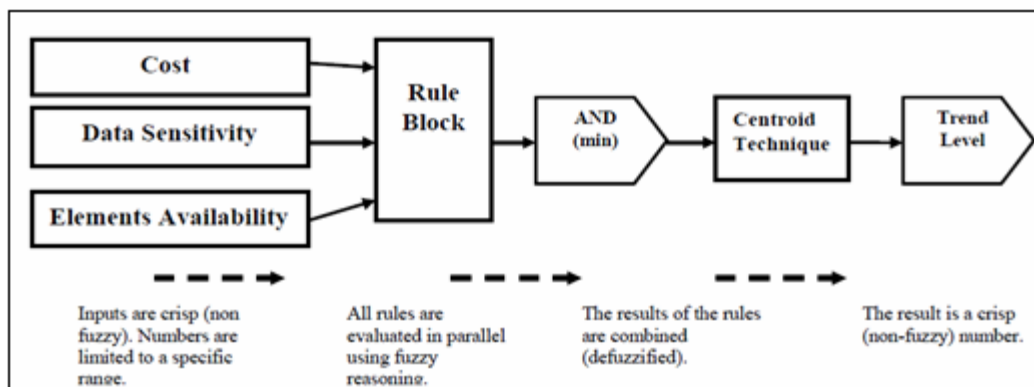 Cost
Data Sensitivity
Elements Availability
Rule
Block
AND
(min)
Centroid
Technique
Trend
Level
Inputs are crisp (non
fuzzy). Numbers are
limited to a specific
range.
All rules are
evaluated in parallel
using fuzzy
reasoning.
The results of the rules
are combined
(defuzzified).
The result is a crisp
(non-fuzzy) number.